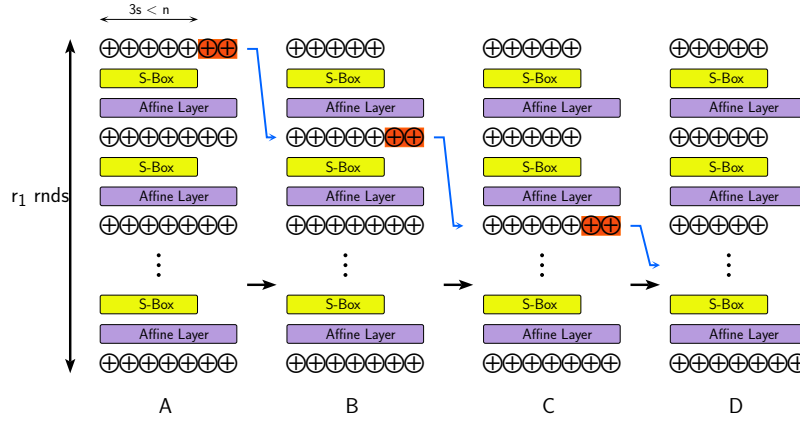 3s < n
S-Box
S-Box
S-Box
S-Box
Affine Layer
Affine Layer
Affine Layer
Affine Layer
S-Box
S-Box
S-Box
S-Box
r1 rnds
Affine Layer
Affine Layer
Affine Layer
Affine Layer
S-Box
S-Box
S-Box
S-Box
Affine Layer
Affine Layer
Affine Layer
Affine Layer
A
B
C
D